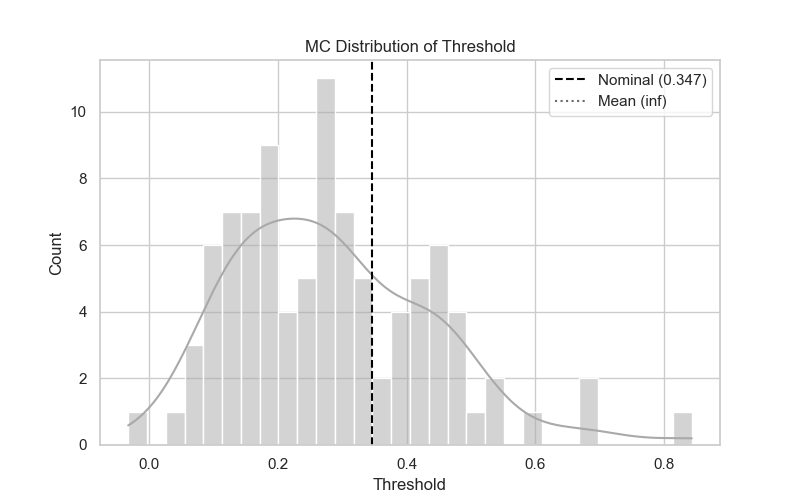 MC Distribution of Threshold
Nominal (0.347)
Mean (inf)
10
8
6
4
2
0
Count
0.0 0.2 0.4 0.6 0.8
Threshold